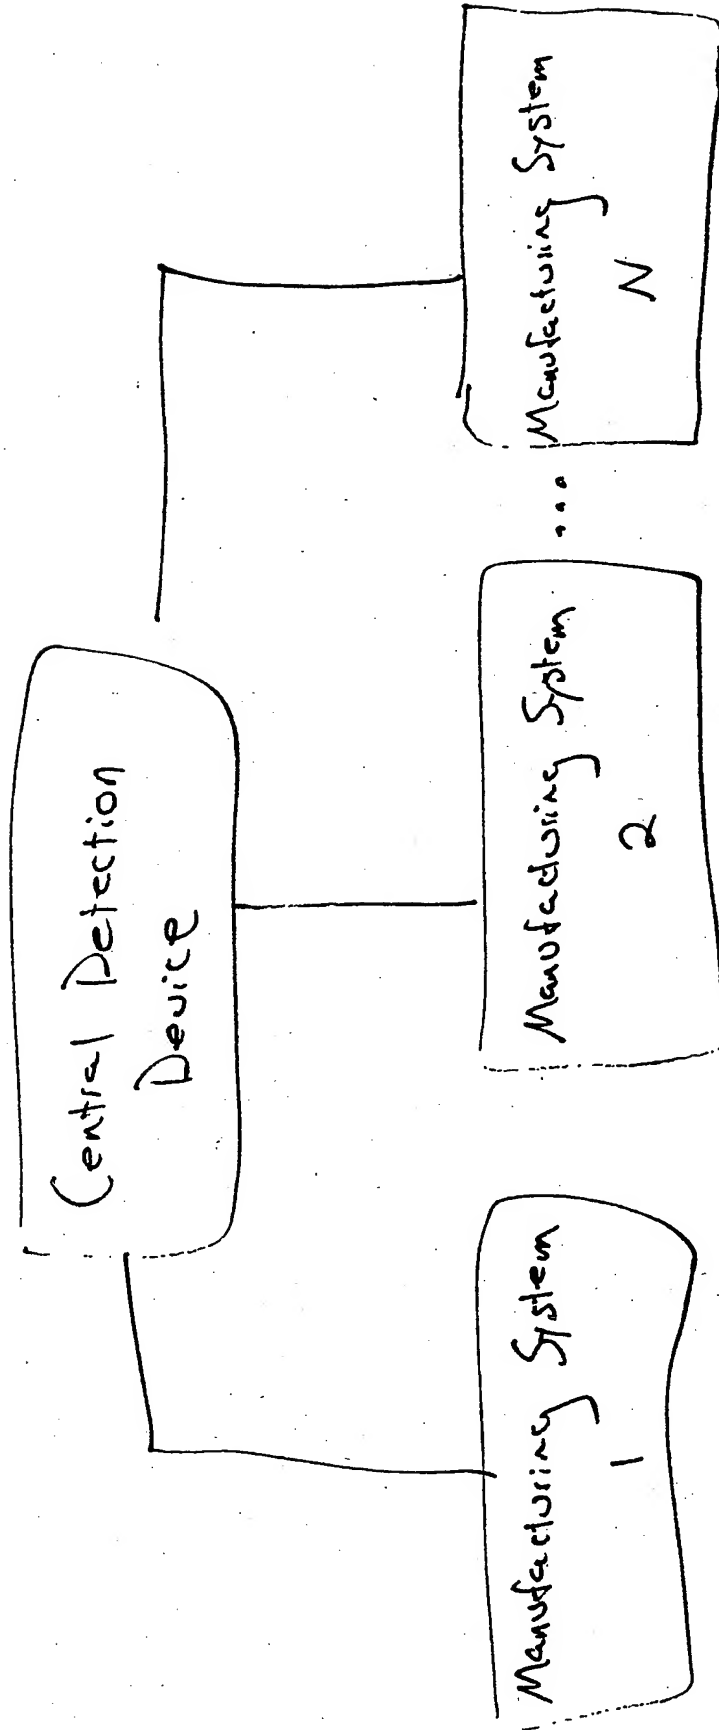 Central Detection
Device
Manufacturing System
1
Manufacturing System
2
...
Manufacturing System
N